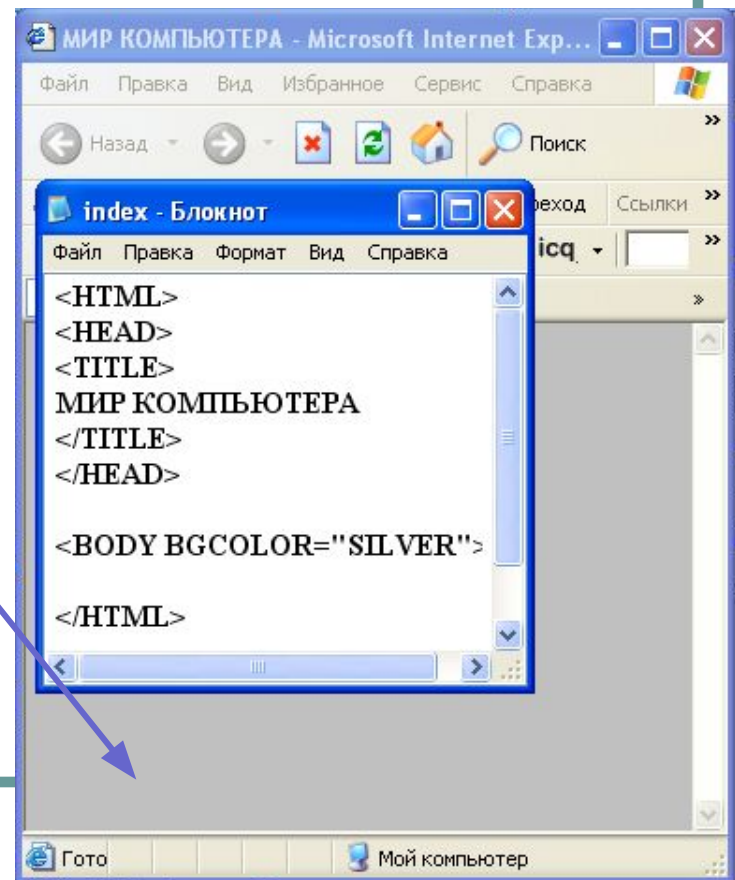 МИР КОМПЬЮТЕРА - Microsoft Internet Exp...
Файл Правка Вид Избранное Сервис Справка
Назад Поиск
index - Блокнот
реход Ссылки
Файл Правка Формат Вид Справка
icq
<HTML>
<HEAD>
<TITLE>
МИР КОМПЬЮТЕРА
</TITLE>
</HEAD>
<BODY BGCOLOR="SILVER">
</HTML>
Гото Мой компьютер